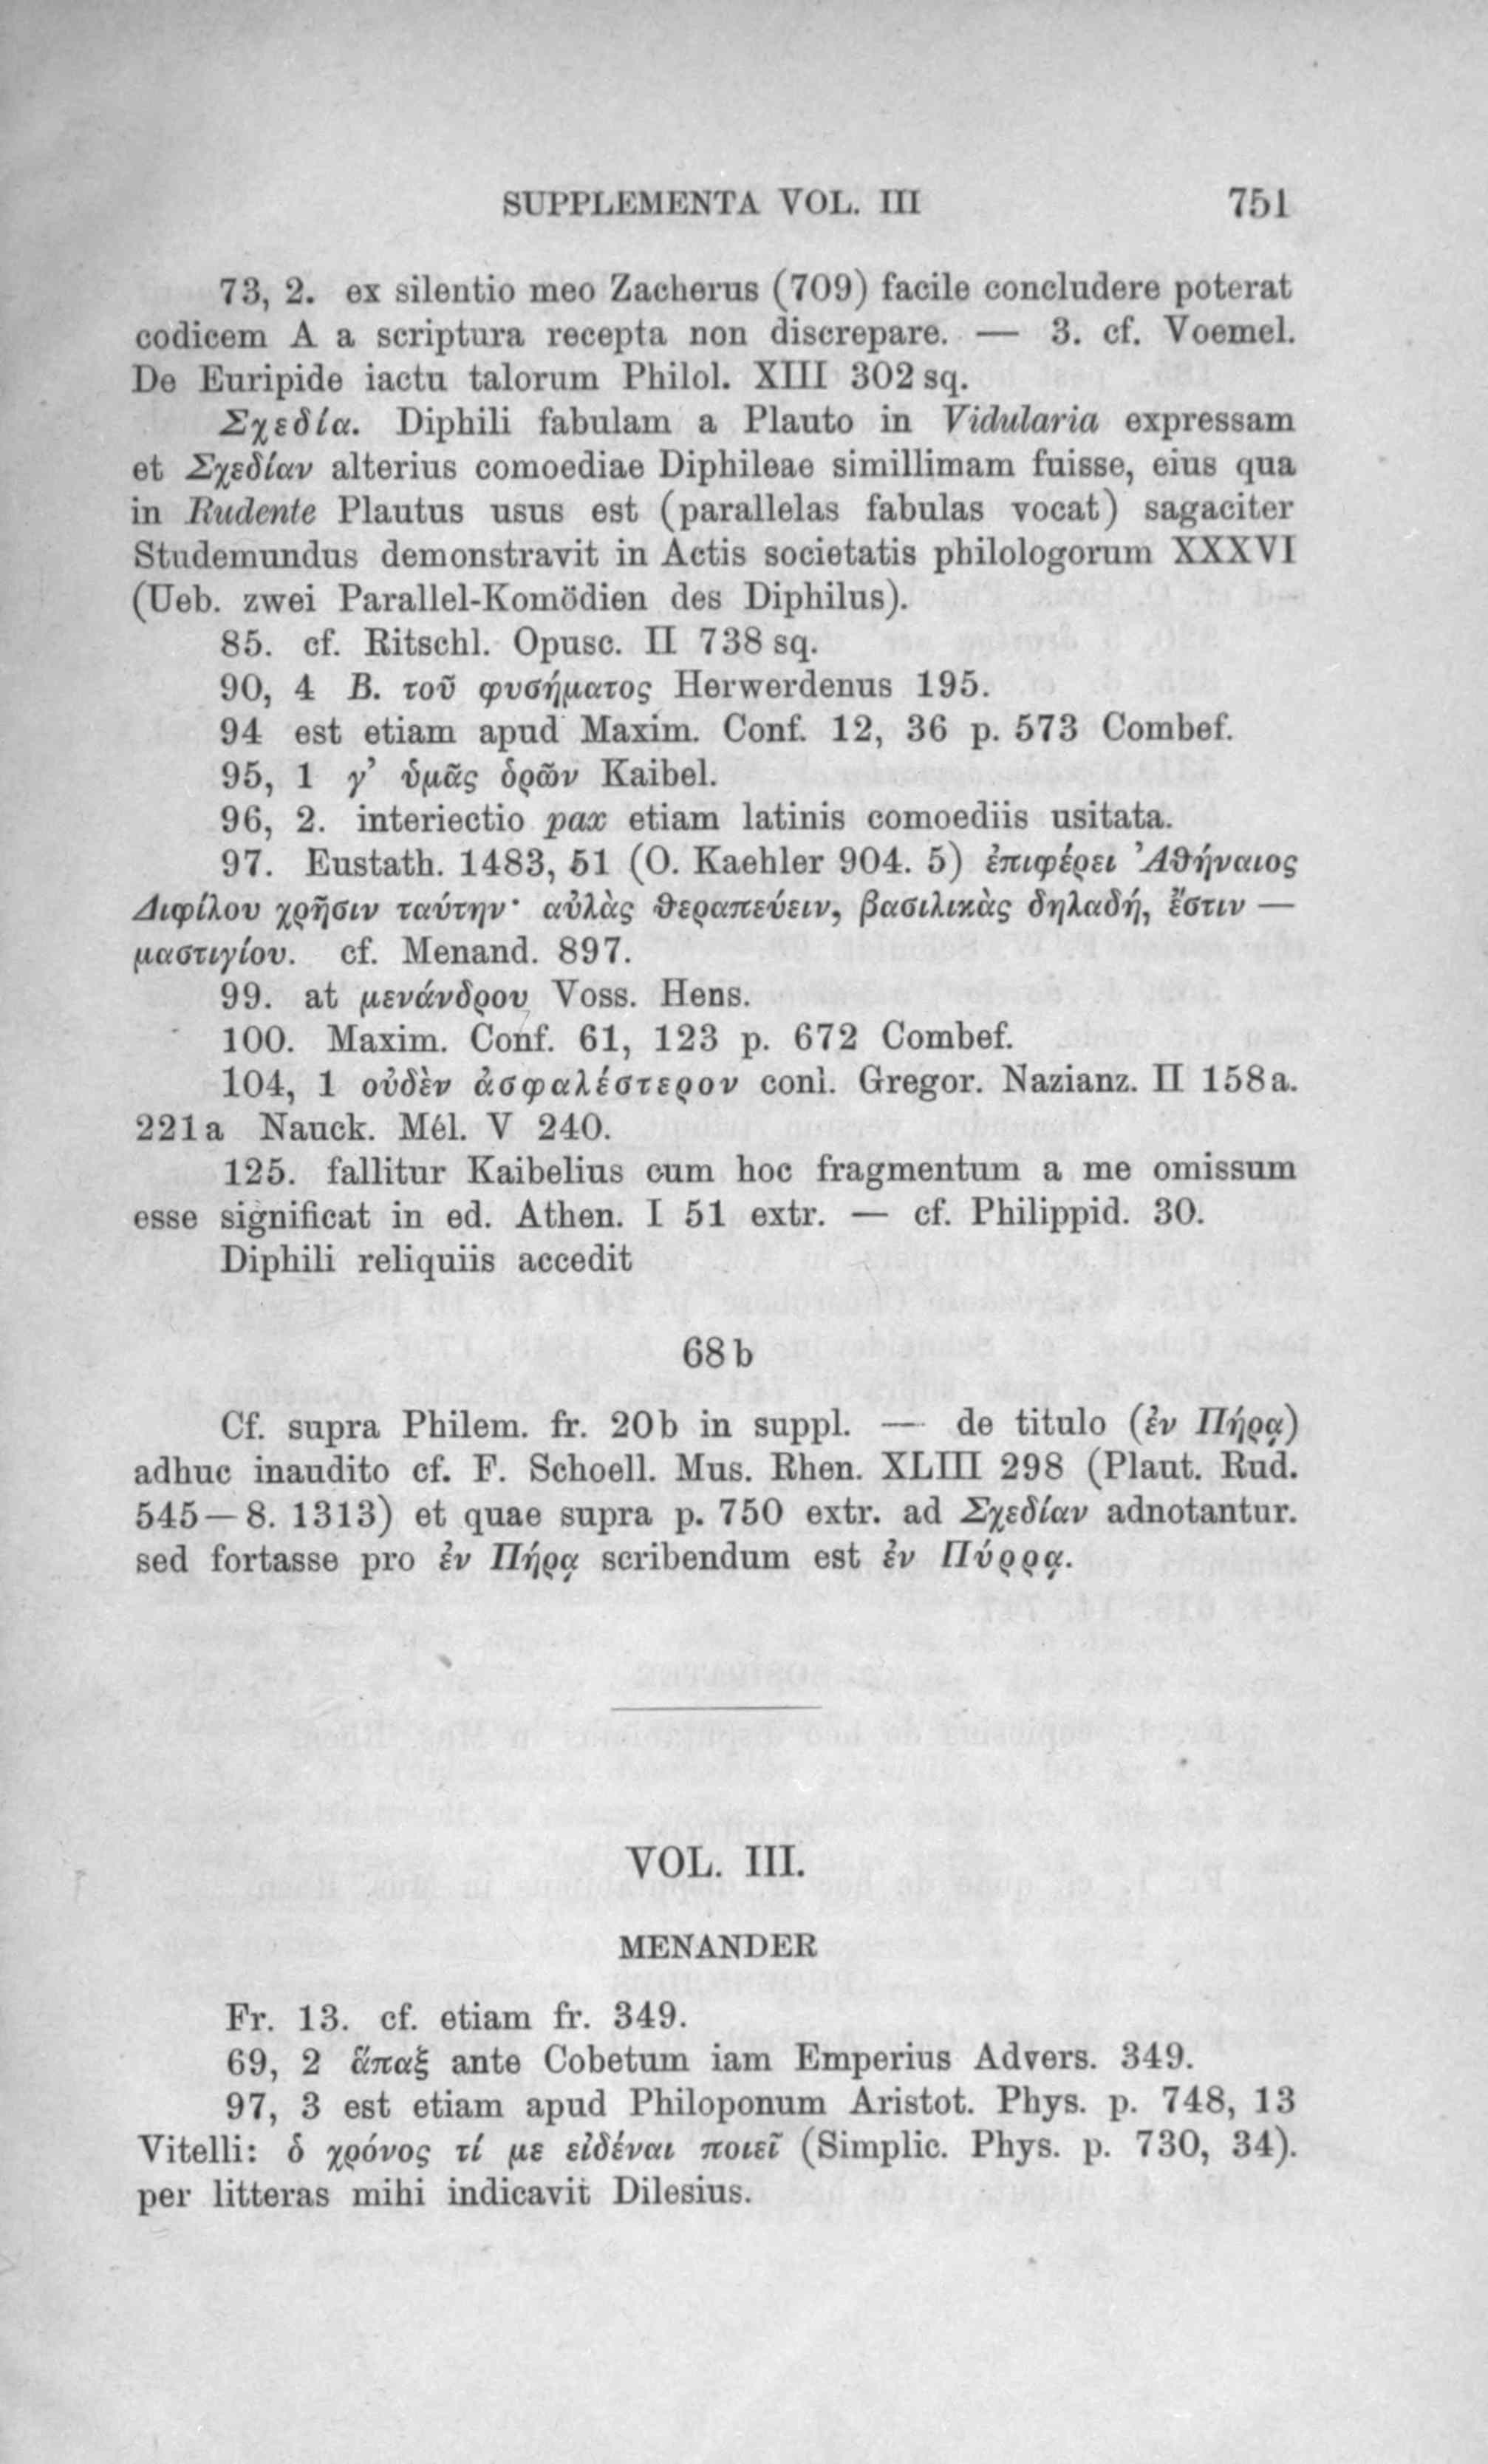 SUPPLEMENTA VOL. III 751
73, 2. ex silentio meo Zacherus (709) facile concludere poterat
codicem A a scriptura recepta non discrepare. — 3. cf. Voemel.
De Euripide iactu talorum Philol. XIII 302 sq.
Σχεδία. Diphili fabulam a Plauto in Vidularia expressam
et Σχεδίαν alterius comoediae Diphileae simillimam fuisse, eius qua
in Rudente Plautus usus est (parallelas fabulas vocat) sagaciter
Studemundus demonstravit in Actis societatis philologorum XXXVI
(Ueb. zwei Parallel-Komödien des Diphilus).
85. cf. Ritschl. Opusc. II 738 sq.
90, 4 B. τοῦ φυσήματος Herwerdenus 195.
94 est etiam apud Maxim. Conf. 12, 36 p. 573 Combef.
95, 1 γ’ ὑμᾶς ὁρῶν Kaibel.
96, 2. interiectio pax etiam latinis comoediis usitata.
97. Eustath. 1483, 51 (O. Kaehler 904. 5) ἐπιφέρει Ἀθήναιος
Διφίλου χρῆσιν ταύτην· αὐλὰς θεραπεύειν, βασιλικὰς δηλαδή, ἔστιν —
μαστιγίου. cf. Menand. 897.
99. at μενάνδρου Voss. Hens.
100. Maxim. Conf. 61, 123 p. 672 Combef.
104, 1 οὐδὲν ἀσφαλέστερον coni. Gregor. Nazianz. II 158a.
221a Nauck. Mél. V 240.
125. fallitur Kaibelius cum hoc fragmentum a me omissum
esse significat in ed. Athen. I 51 extr. — cf. Philippid. 30.
Diphili reliquiis accedit
68 b
Cf. supra Philem. fr. 20b in suppl. — de titulo (ἐν Πήρᾳ)
adhuc inaudito cf. F. Schoell. Mus. Rhen. XLIII 298 (Plaut. Rud.
545—8. 1313) et quae supra p. 750 extr. ad Σχεδίαν adnotantur.
sed fortasse pro ἐν Πήρᾳ scribendum est ἐν Πύρρᾳ.
VOL. III.
MENANDER
Fr. 13. cf. etiam fr. 349.
69, 2 ἅπαξ ante Cobetum iam Emperius Advers. 349.
97, 3 est etiam apud Philoponum Aristot. Phys. p. 748, 13
Vitelli: ὁ χρόνος τί με εἰδέναι ποιεῖ (Simplic. Phys. p. 730, 34).
per litteras mihi indicavit Dilesius.